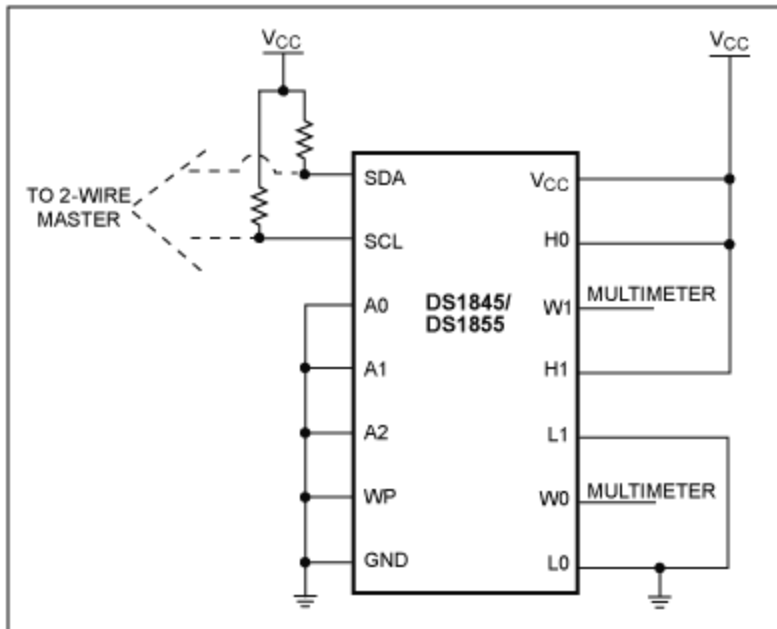 VCC
VCC
TO 2-WIRE
MASTER
SDA
SCL
A0
A1
A2
WP
GND
DS1845/
DS1855
VCC
H0
W1
MULTIMETER
H1
L1
W0
MULTIMETER
L0